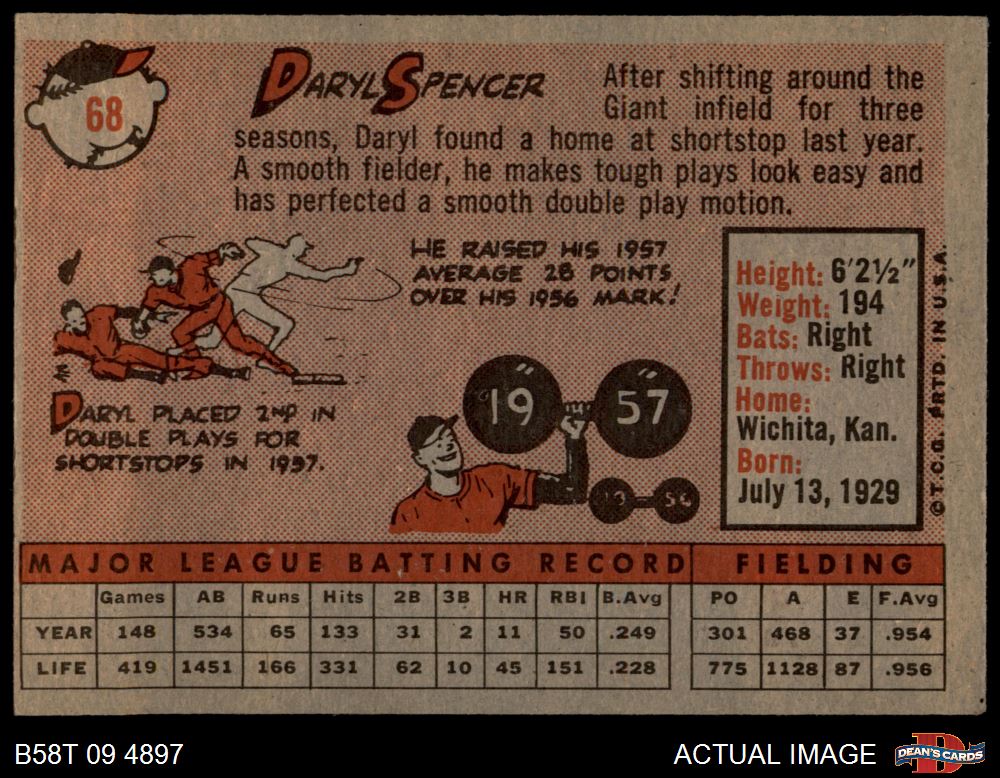 68
DARYL SPENCER
After shifting around the
Giant infield for three
seasons, Daryl found a home at shortstop last year.
A smooth fielder, he makes tough plays look easy and
has perfected a smooth double play motion.
HE RAISED HIS 1957
AVERAGE 28 POINTS
OVER HIS 1956 MARK!
DARYL PLACED 2ND IN
DOUBLE PLAYS FOR
SHORTSTOPS IN 1957.
19 57
19 56
Height: 6'2½"
Weight: 194
Bats: Right
Throws: Right
Home:
Wichita, Kan.
Born:
July 13, 1929
© T.C.G. PRTD. IN U.S.A.
MAJOR LEAGUE BATTING RECORD FIELDING
Games AB Runs Hits 2B 3B HR RBI B.Avg PO A E F.Avg
YEAR 148 534 65 133 31 2 11 50 .249 301 468 37 .954
LIFE 419 1451 166 331 62 10 45 151 .228 775 1128 87 .956
B58T 09 4897
ACTUAL IMAGE
D
DEAN'S CARDS